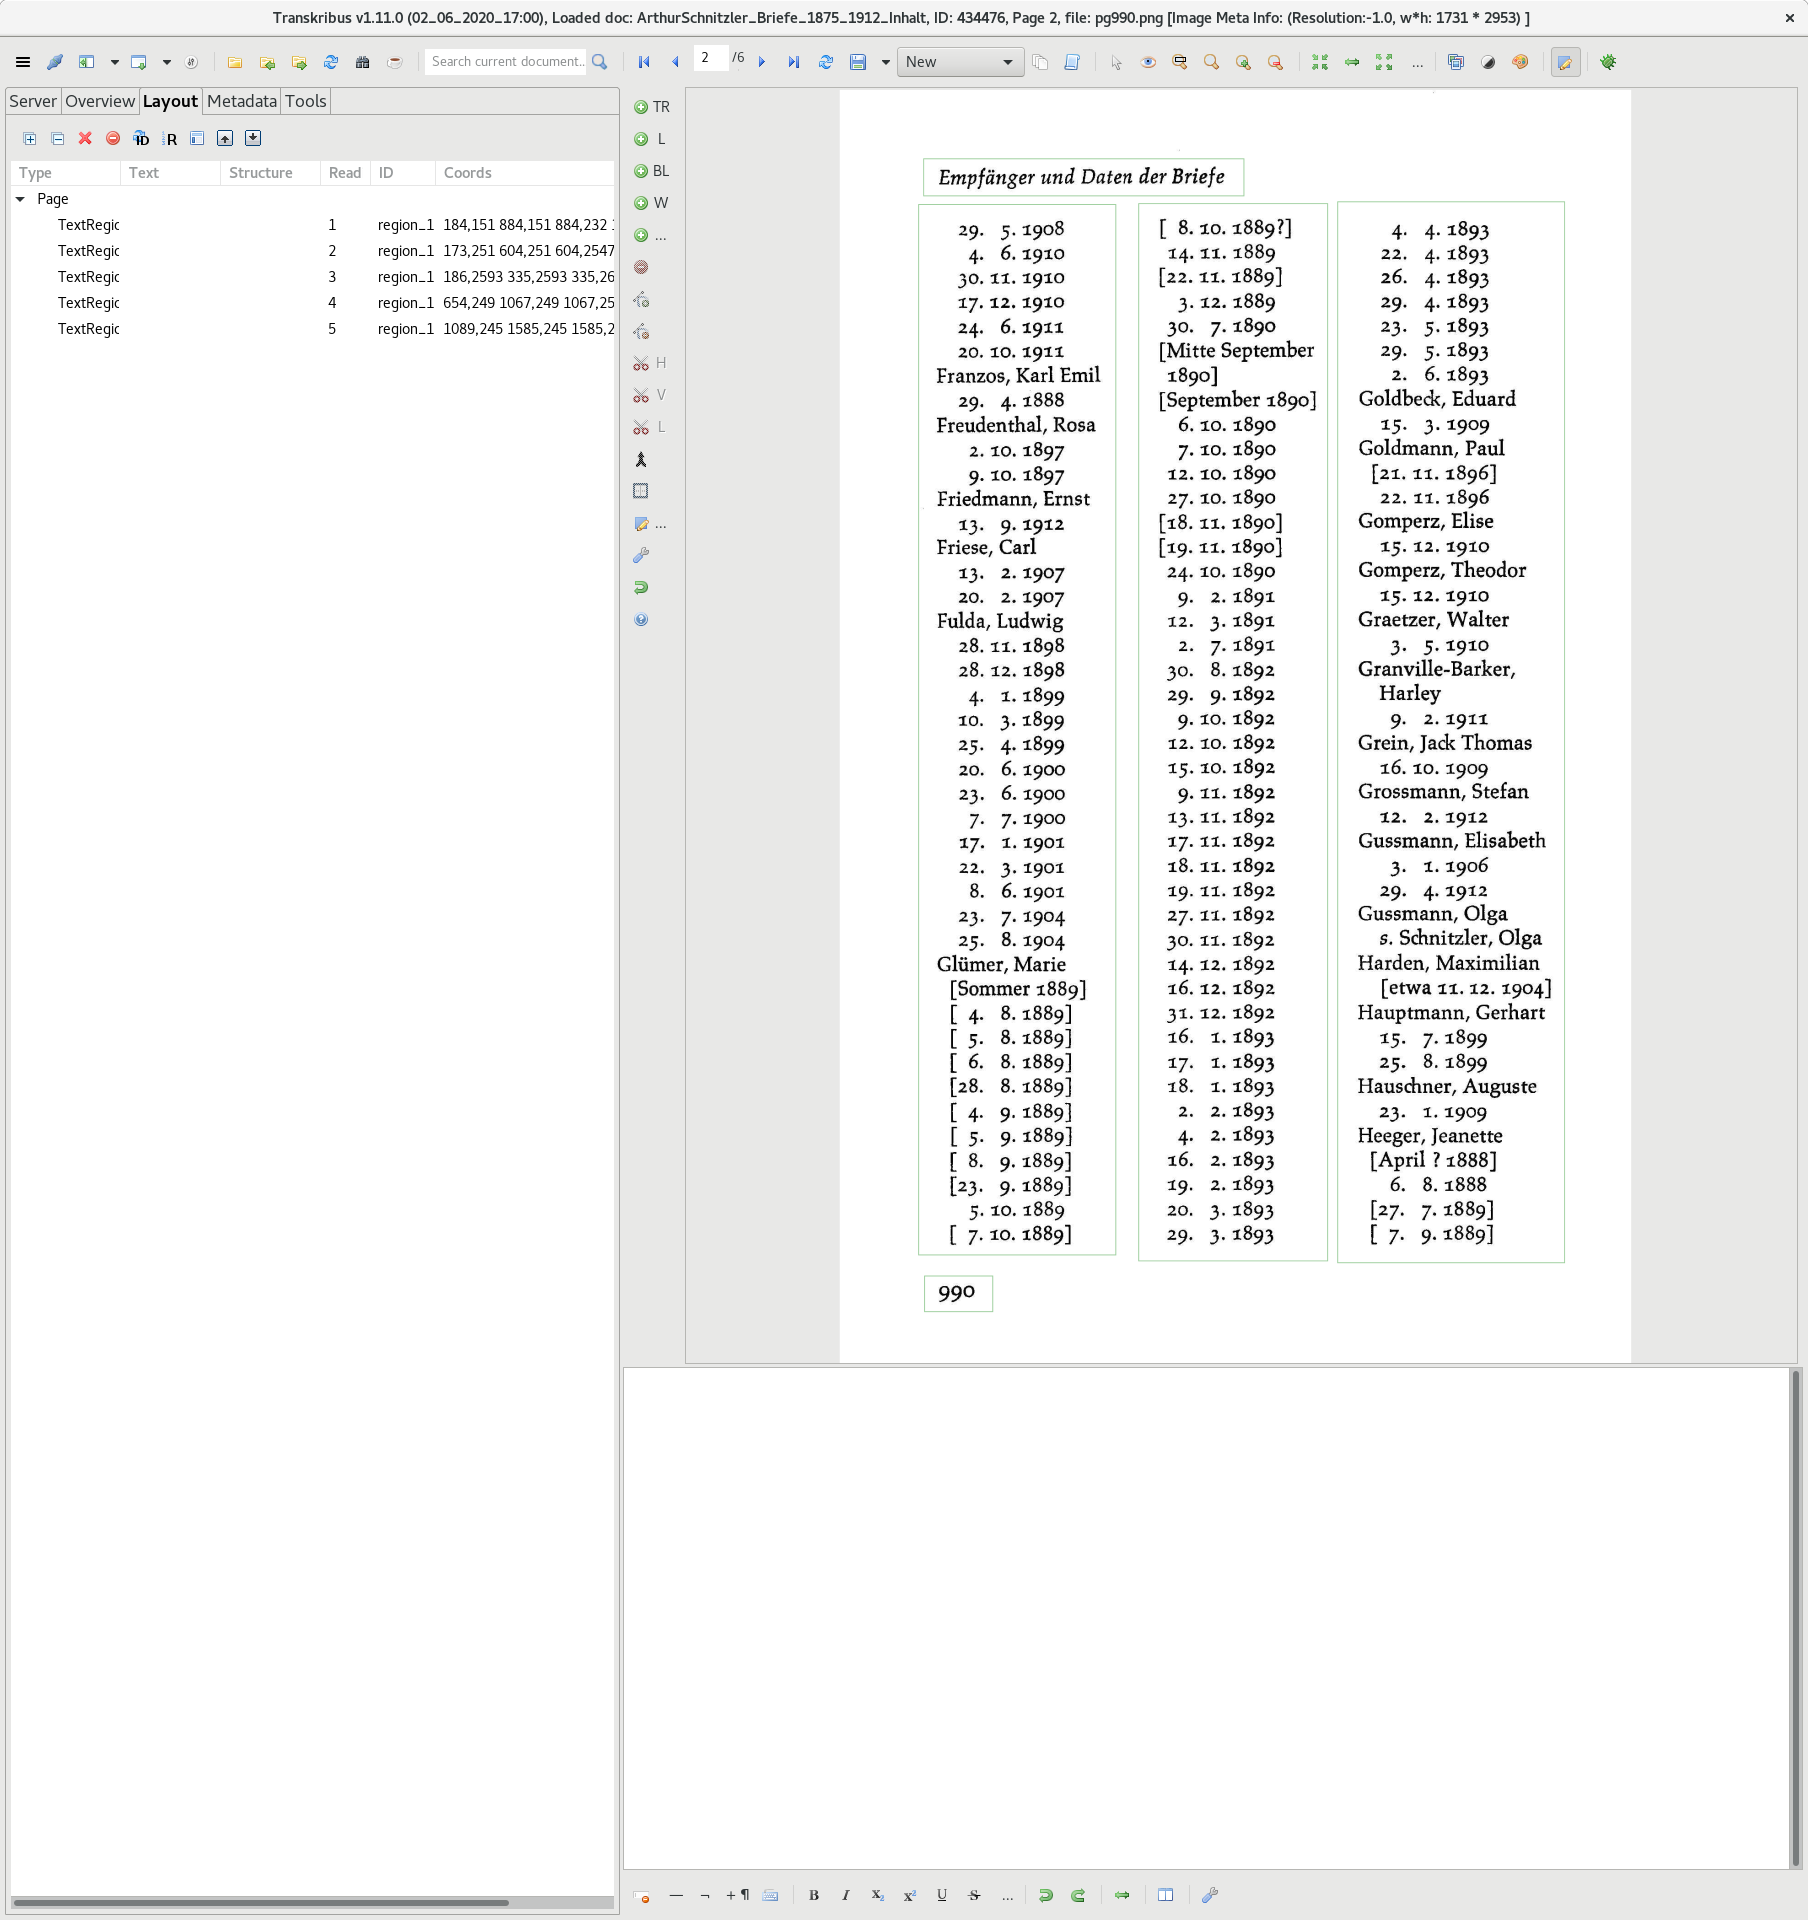 Transkribus v1.11.0 (02_06_2020_17:00), Loaded doc: ArthurSchnitzler_Briefe_1875_1912_Inhalt, ID: 434476, Page 2, file: pg990.png [Image Meta Info: (Resolution:-1.0, w*h: 1731 * 2953) ]
Search current document... 2 /6 New ...
Server Overview Layout Metadata Tools
ID R
Type Text Structure Read ID Coords
Page
TextRegic 1 region_1 184,151 884,151 884,232 1
TextRegic 2 region_1 173,251 604,251 604,2547
TextRegic 3 region_1 186,2593 335,2593 335,26
TextRegic 4 region_1 654,249 1067,249 1067,25
TextRegic 5 region_1 1089,245 1585,245 1585,2
TR
L
BL
W
...
H
V
L
...
Empfänger und Daten der Briefe
29. 5. 1908
4. 6. 1910
30. 11. 1910
17. 12. 1910
24. 6. 1911
20. 10. 1911
Franzos, Karl Emil
29. 4. 1888
Freudenthal, Rosa
2. 10. 1897
9. 10. 1897
Friedmann, Ernst
13. 9. 1912
Friese, Carl
13. 2. 1907
20. 2. 1907
Fulda, Ludwig
28. 11. 1898
28. 12. 1898
4. 1. 1899
10. 3. 1899
25. 4. 1899
20. 6. 1900
23. 6. 1900
7. 7. 1900
17. 1. 1901
22. 3. 1901
8. 6. 1901
23. 7. 1904
25. 8. 1904
Glümer, Marie
[Sommer 1889]
[ 4. 8. 1889]
[ 5. 8. 1889]
[ 6. 8. 1889]
[28. 8. 1889]
[ 4. 9. 1889]
[ 5. 9. 1889]
[ 8. 9. 1889]
[23. 9. 1889]
5. 10. 1889
[ 7. 10. 1889]
[ 8. 10. 1889?]
14. 11. 1889
[22. 11. 1889]
3. 12. 1889
30. 7. 1890
[Mitte September
1890]
[September 1890]
6. 10. 1890
7. 10. 1890
12. 10. 1890
27. 10. 1890
[18. 11. 1890]
[19. 11. 1890]
24. 10. 1890
9. 2. 1891
12. 3. 1891
2. 7. 1891
30. 8. 1892
29. 9. 1892
9. 10. 1892
12. 10. 1892
15. 10. 1892
9. 11. 1892
13. 11. 1892
17. 11. 1892
18. 11. 1892
19. 11. 1892
27. 11. 1892
30. 11. 1892
14. 12. 1892
16. 12. 1892
31. 12. 1892
16. 1. 1893
17. 1. 1893
18. 1. 1893
2. 2. 1893
4. 2. 1893
16. 2. 1893
19. 2. 1893
20. 3. 1893
29. 3. 1893
4. 4. 1893
22. 4. 1893
26. 4. 1893
29. 4. 1893
23. 5. 1893
29. 5. 1893
2. 6. 1893
Goldbeck, Eduard
15. 3. 1909
Goldmann, Paul
[21. 11. 1896]
22. 11. 1896
Gomperz, Elise
15. 12. 1910
Gomperz, Theodor
15. 12. 1910
Graetzer, Walter
3. 5. 1910
Granville-Barker,
Harley
9. 2. 1911
Grein, Jack Thomas
16. 10. 1909
Grossmann, Stefan
12. 2. 1912
Gussmann, Elisabeth
3. 1. 1906
29. 4. 1912
Gussmann, Olga
s. Schnitzler, Olga
Harden, Maximilian
[etwa 11. 12. 1904]
Hauptmann, Gerhart
15. 7. 1899
25. 8. 1899
Hauschner, Auguste
23. 1. 1909
Heeger, Jeanette
[April ? 1888]
6. 8. 1888
[27. 7. 1889]
[ 7. 9. 1889]
990
— ¬ +¶ B I X₂ x² U S ...